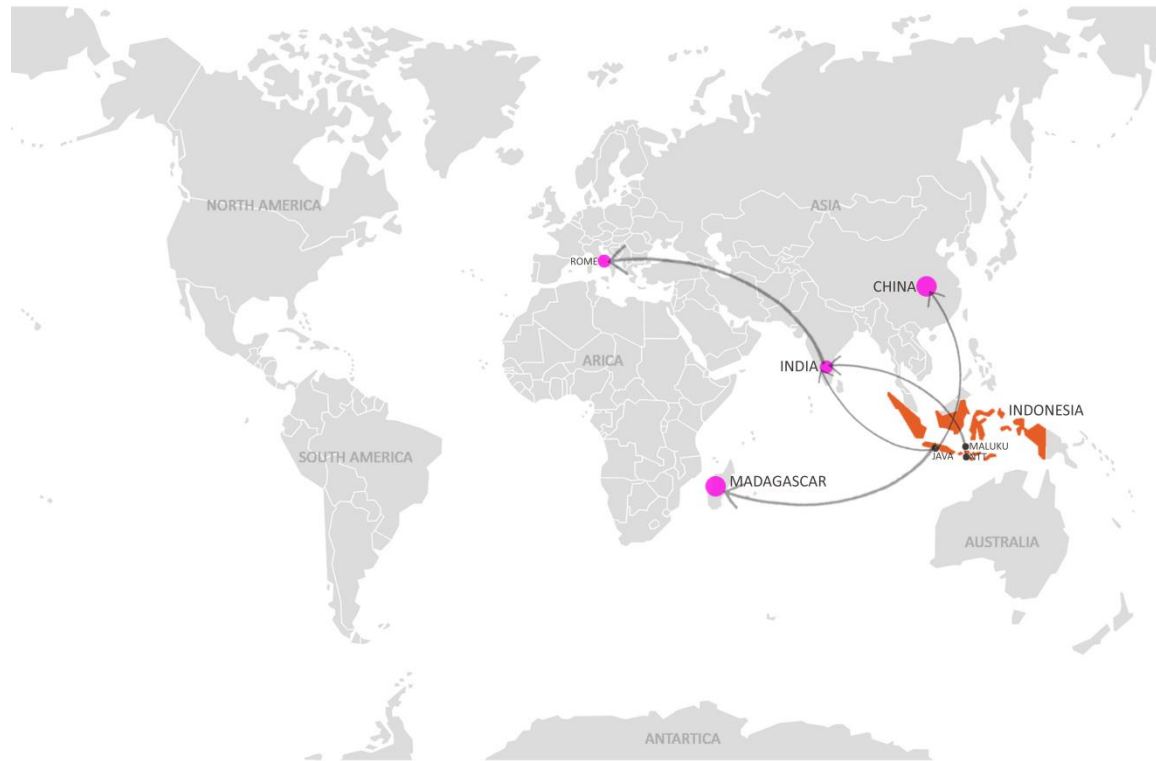 NORTH AMERICA
ASIA
ROME
CHINA
ARICA
INDIA
INDONESIA
SOUTH AMERICA
MALUKU
JAVA
NTT
MADAGASCAR
AUSTRALIA
ANTARTICA